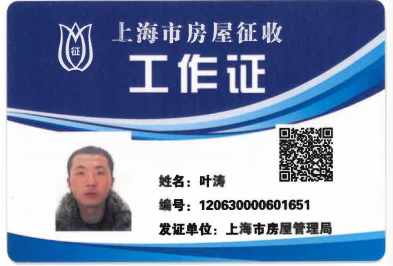 上海市房屋征收
征
工作证
姓名：叶涛
编号：120630000601651
发证单位：上海市房屋管理局